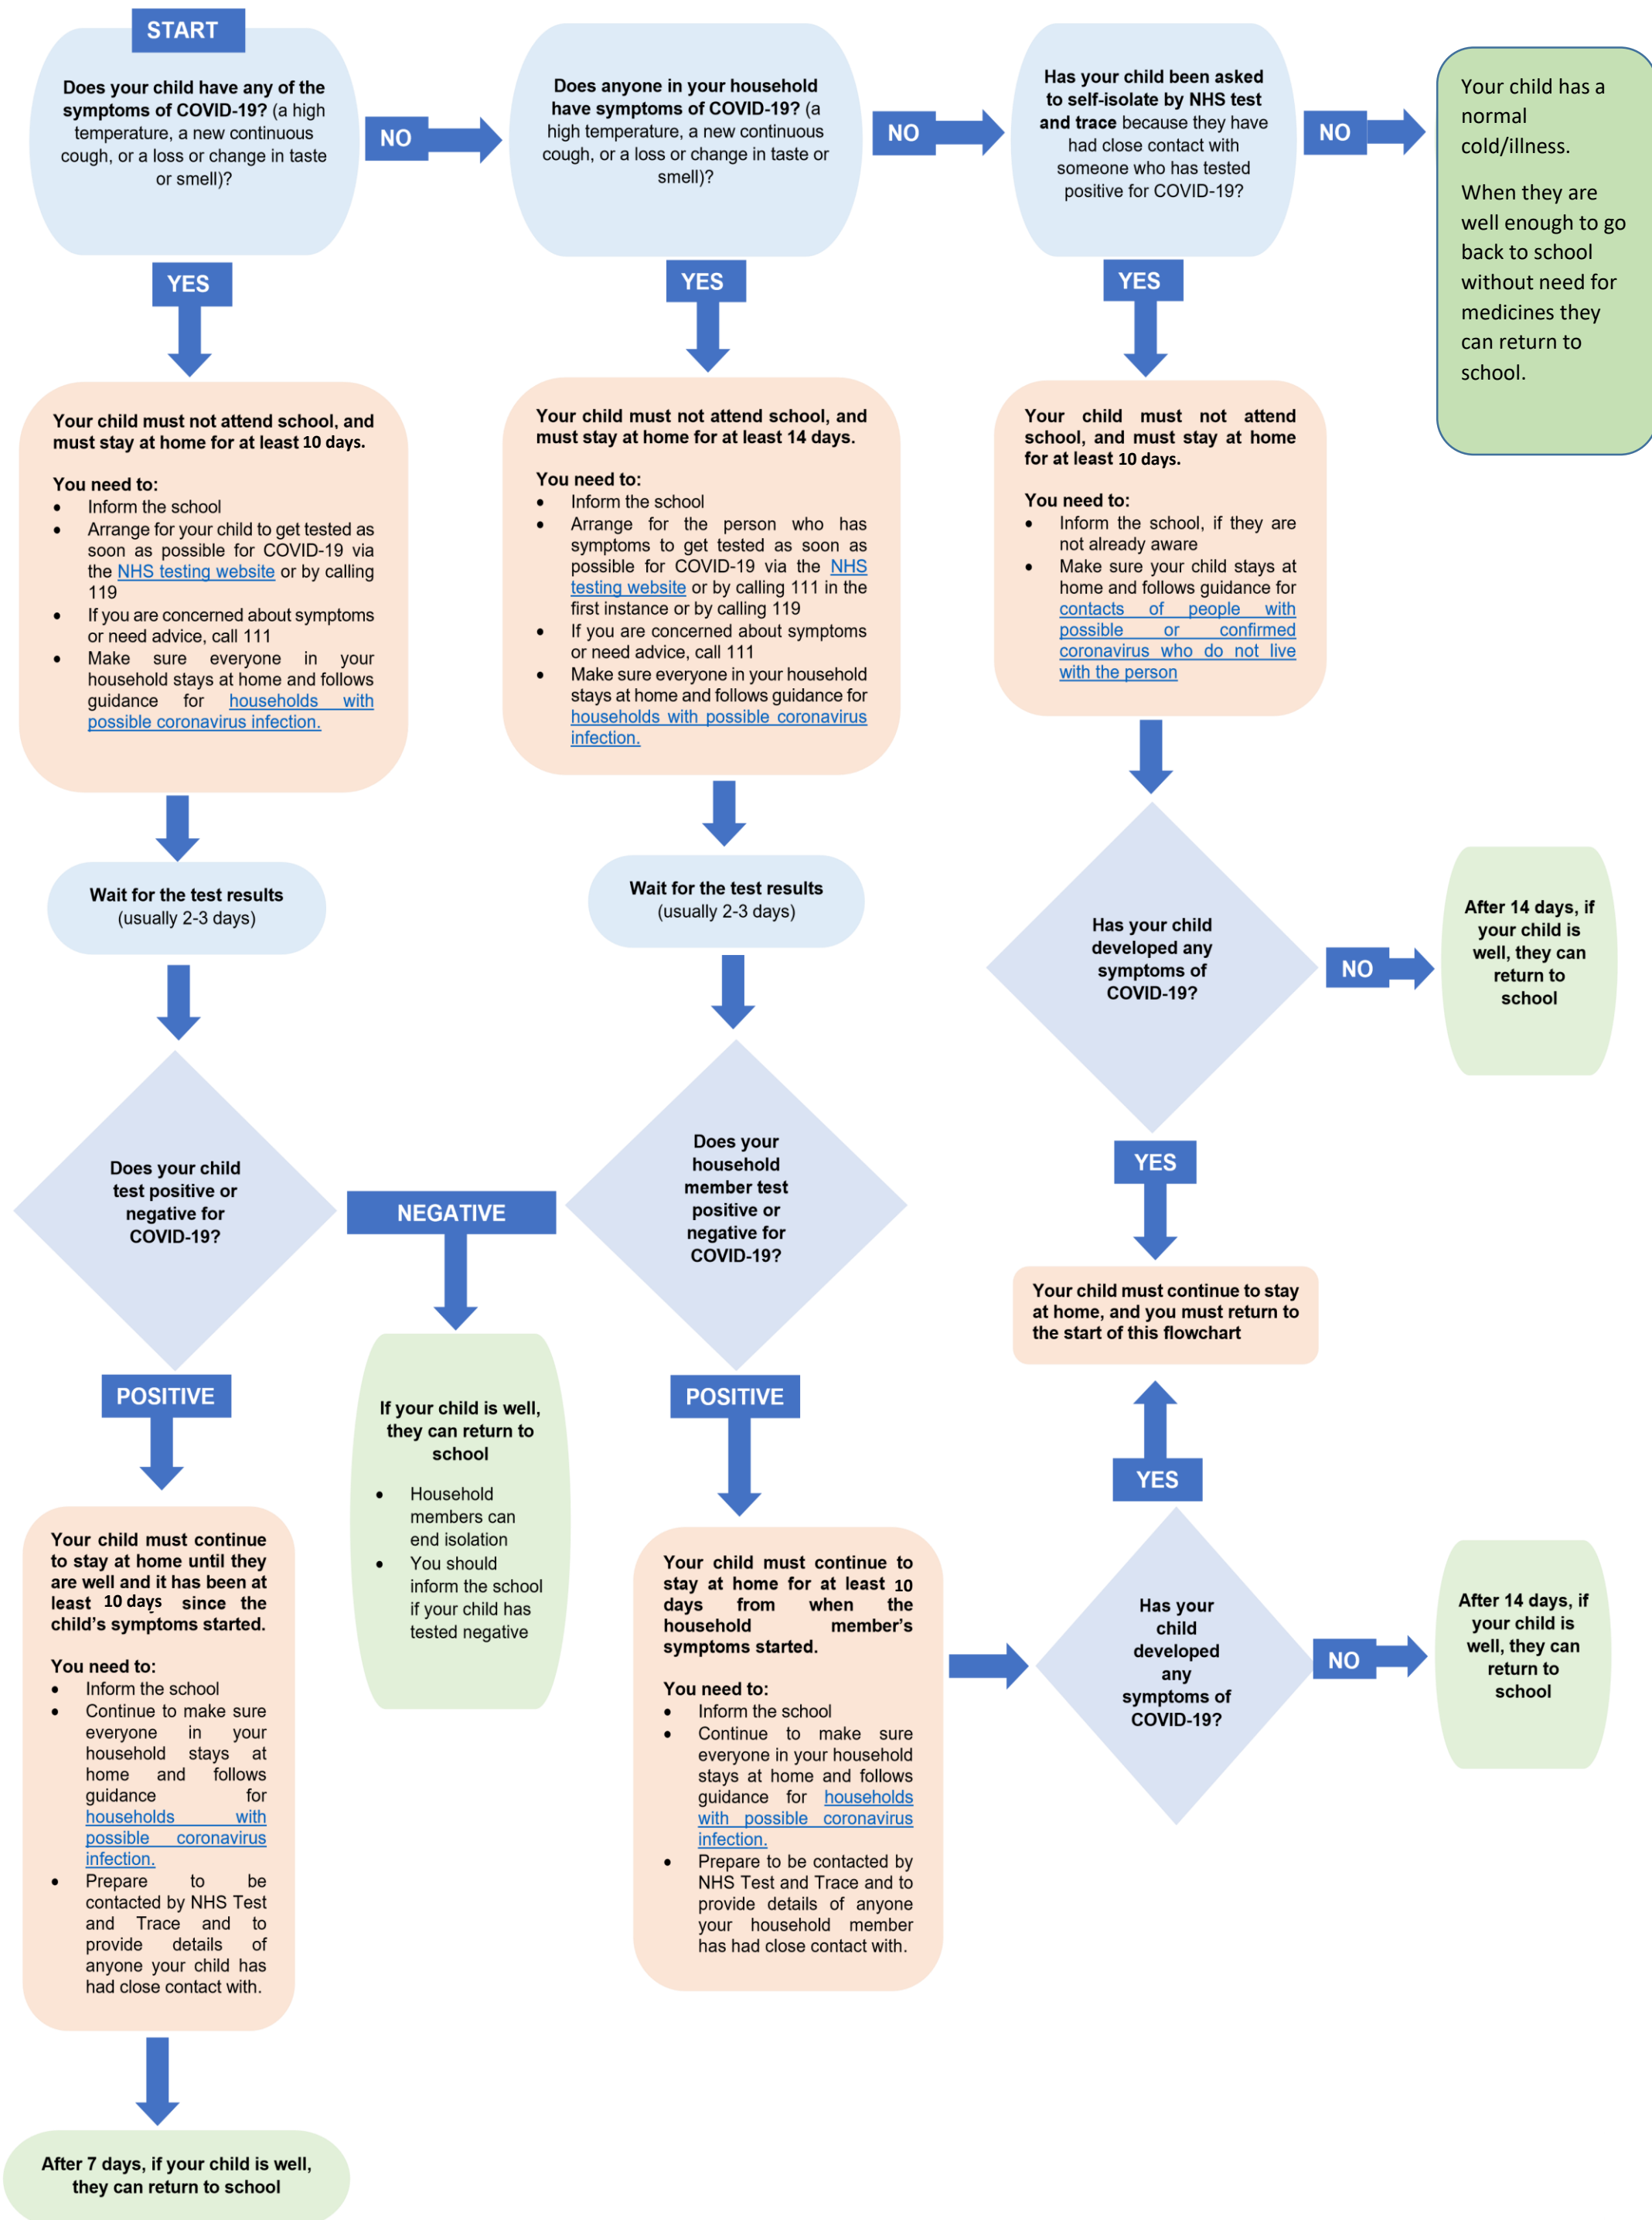 START
Does your child have any of the
symptoms of COVID-19? (a high
temperature, a new continuous
cough, or a loss or change in taste
or smell)?
NO
Does anyone in your household
have symptoms of COVID-19? (a
high temperature, a new continuous
cough, or a loss or change in taste or
smell)?
NO
Has your child been asked
to self-isolate by NHS test
and trace because they have
had close contact with
someone who has tested
positive for COVID-19?
NO
Your child has a
normal
cold/illness.
When they are
well enough to go
back to school
without need for
medicines they
can return to
school.
YES
YES
YES
Your child must not attend school, and
must stay at home for at least 10 days.
You need to:
• Inform the school
• Arrange for your child to get tested as
soon as possible for COVID-19 via
the NHS testing website or by calling
119
• If you are concerned about symptoms
or need advice, call 111
• Make sure everyone in your
household stays at home and follows
guidance for households with
possible coronavirus infection.
Your child must not attend school, and
must stay at home for at least 14 days.
You need to:
• Inform the school
• Arrange for the person who has
symptoms to get tested as soon as
possible for COVID-19 via the NHS
testing website or by calling 111 in the
first instance or by calling 119
• If you are concerned about symptoms
or need advice, call 111
• Make sure everyone in your household
stays at home and follows guidance for
households with possible coronavirus
infection.
Your child must not attend
school, and must stay at home
for at least 10 days.
You need to:
• Inform the school, if they are
not already aware
• Make sure your child stays at
home and follows guidance for
contacts of people with
possible or confirmed
coronavirus who do not live
with the person
Wait for the test results
(usually 2-3 days)
Wait for the test results
(usually 2-3 days)
Has your child
developed any
symptoms of
COVID-19?
NO
After 14 days, if
your child is
well, they can
return to
school
Does your child
test positive or
negative for
COVID-19?
NEGATIVE
Does your
household
member test
positive or
negative for
COVID-19?
YES
Your child must continue to stay
at home, and you must return to
the start of this flowchart
POSITIVE
If your child is well,
they can return to
school
• Household
members can
end isolation
• You should
inform the school
if your child has
tested negative
POSITIVE
YES
Your child must continue
to stay at home until they
are well and it has been at
least 10 days since the
child's symptoms started.
You need to:
• Inform the school
• Continue to make sure
everyone in your
household stays at
home and follows
guidance for
households with
possible coronavirus
infection.
• Prepare to be
contacted by NHS Test
and Trace and to
provide details of
anyone your child has
had close contact with.
Your child must continue to
stay at home for at least 10
days from when the
household member's
symptoms started.
You need to:
• Inform the school
• Continue to make sure
everyone in your household
stays at home and follows
guidance for households
with possible coronavirus
infection.
• Prepare to be contacted by
NHS Test and Trace and to
provide details of anyone
your household member
has had close contact with.
Has your
child
developed
any
symptoms of
COVID-19?
NO
After 14 days, if
your child is
well, they can
return to
school
After 7 days, if your child is well,
they can return to school